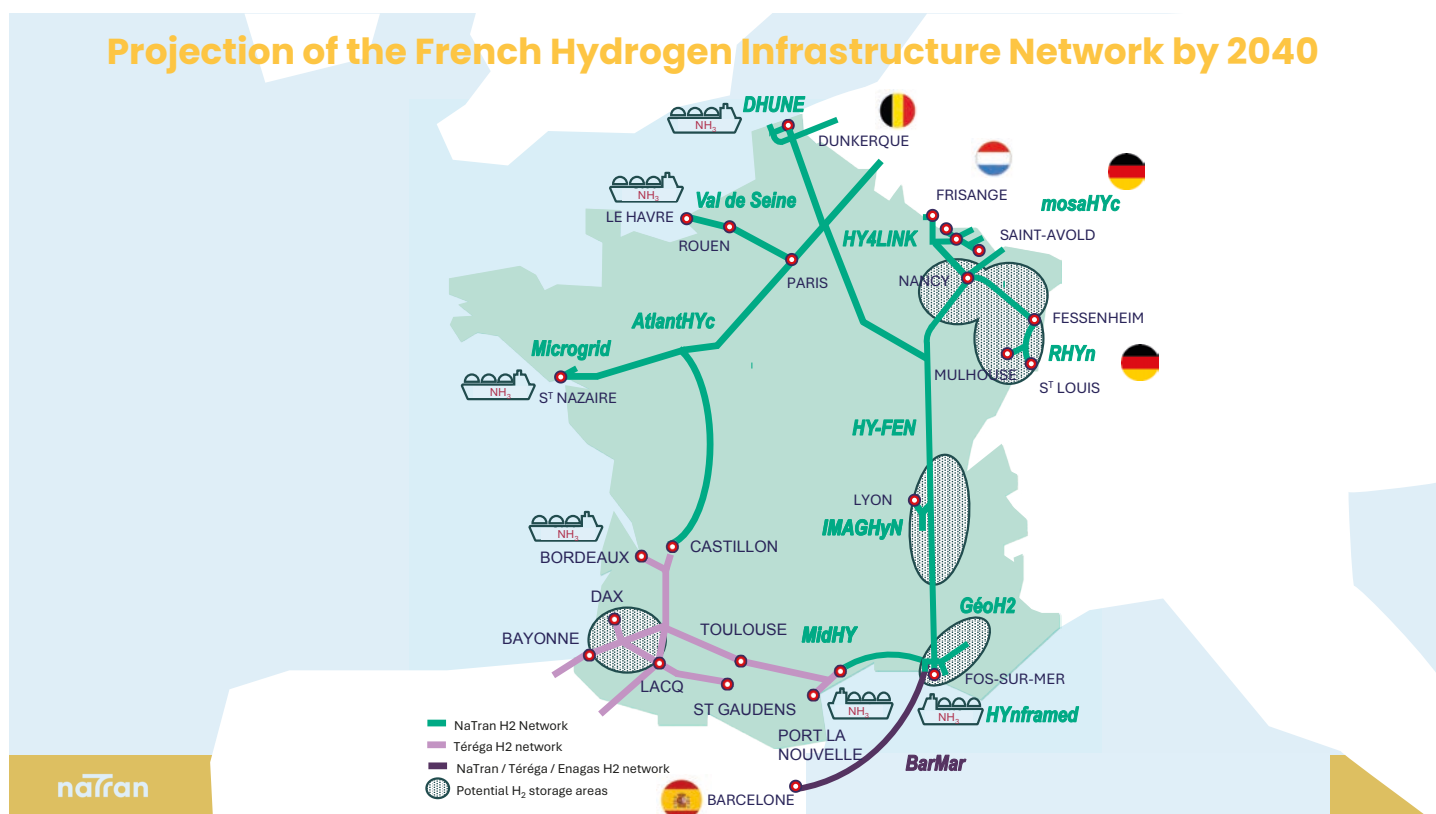 Projection of the French Hydrogen Infrastructure Network by 2040
DHUNE
NH3
DUNKERQUE
FRISANGE
NH3
Val de Seine
mosaHYc
LE HAVRE
HY4LINK
SAINT-AVOLD
ROUEN
PARIS
NANCY
AtlantHYc
FESSENHEIM
Microgrid
RHYn
MULHOUSE
NH3
ST NAZAIRE
ST LOUIS
HY-FEN
LYON
IMAGHyN
NH3
BORDEAUX
CASTILLON
DAX
GéoH2
BAYONNE
TOULOUSE
MidHY
LACQ
FOS-SUR-MER
ST GAUDENS
NH3
NH3
HYnframed
PORT LA
NOUVELLE
BarMar
BARCELONE
NaTran H2 Network
Téréga H2 network
NaTran / Téréga / Enagas H2 network
Potential H2 storage areas
naTran